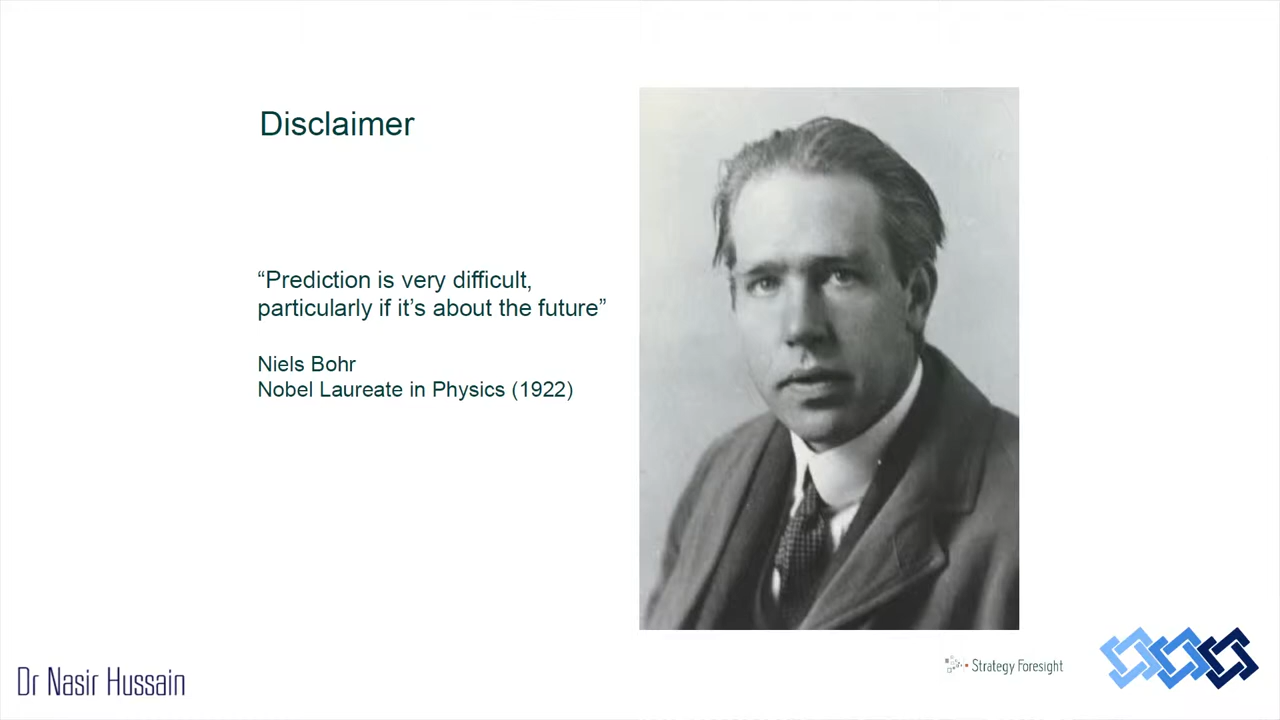 Disclaimer
“Prediction is very difficult,
particularly if it’s about the future”
Niels Bohr
Nobel Laureate in Physics (1922)
Dr Nasir Hussain
Strategy Foresight